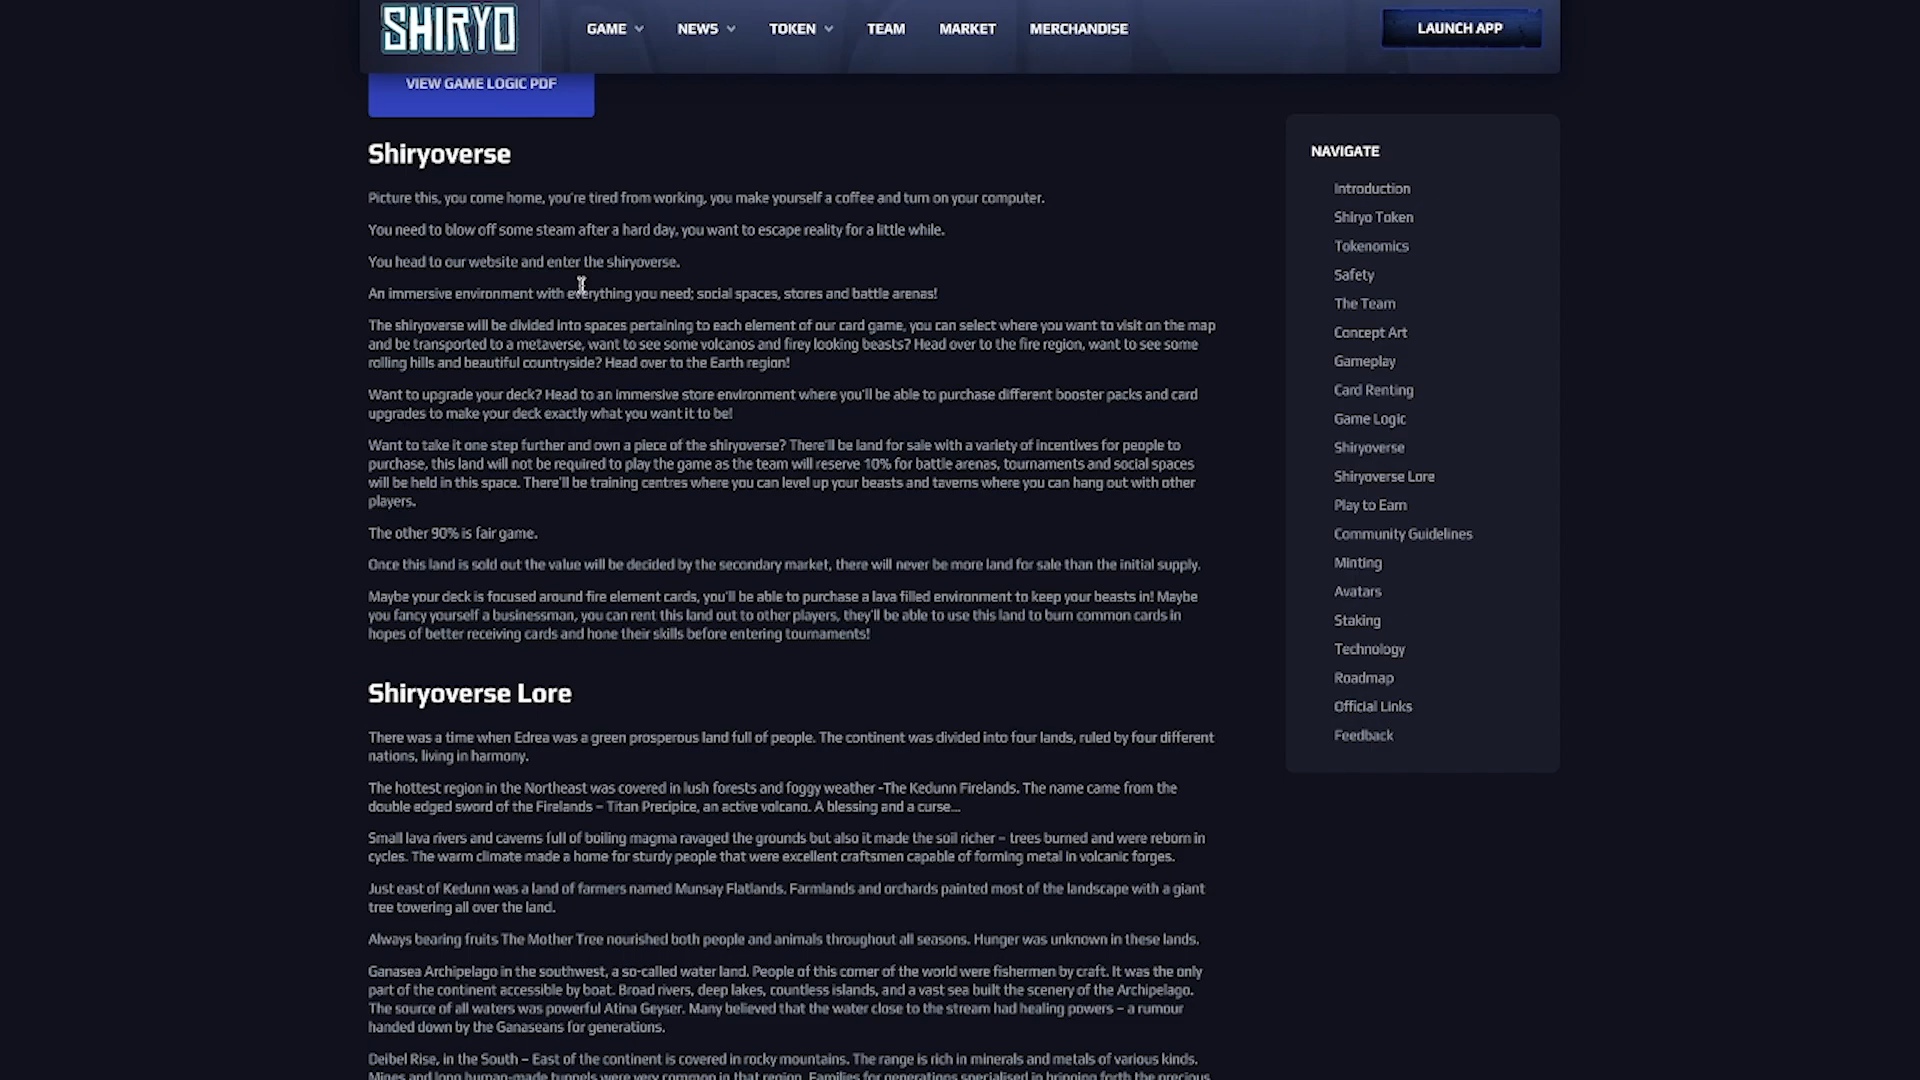 SHIRYO
GAME
NEWS
TOKEN
TEAM
MARKET
MERCHANDISE
LAUNCH APP
VIEW GAME LOGIC PDF
Shiryoverse
Picture this, you come home, you're tired from working, you make yourself a coffee and turn on your computer.
You need to blow off some steam after a hard day, you want to escape reality for a little while.
You head to our website and enter the shiryoverse.
An immersive environment with everything you need; social spaces, stores and battle arenas!
The shiryoverse will be divided into spaces pertaining to each element of our card game, you can select where you want to visit on the map
and be transported to a metaverse, want to see some volcanos and firey looking beasts? Head over to the fire region, want to see some
rolling hills and beautiful countryside? Head over to the Earth region!
Want to upgrade your deck? Head to an immersive store environment where you'll be able to purchase different booster packs and card
upgrades to make your deck exactly what you want it to be!
Want to take it one step further and own a piece of the shiryoverse? There'll be land for sale with a variety of incentives for people to
purchase, this land will not be required to play the game as the team will reserve 10% for battle arenas, tournaments and social spaces
will be held in this space. There'll be training centres where you can level up your beasts and taverns where you can hang out with other
players.
The other 90% is fair game.
Once this land is sold out the value will be decided by the secondary market, there will never be more land for sale than the initial supply.
Maybe your deck is focused around fire element cards, you'll be able to purchase a lava filled environment to keep your beasts in! Maybe
you fancy yourself a businessman, you can rent this land out to other players, they'll be able to use this land to burn common cards in
hopes of better receiving cards and hone their skills before entering tournaments!
Shiryoverse Lore
There was a time when Edrea was a green prosperous land full of people. The continent was divided into four lands, ruled by four different
nations, living in harmony.
The hottest region in the Northeast was covered in lush forests and foggy weather -The Kedunn Firelands. The name came from the
double edged sword of the Firelands – Titan Precipice, an active volcano. A blessing and a curse...
Small lava rivers and caverns full of boiling magma ravaged the grounds but also it made the soil richer – trees burned and were reborn in
cycles. The warm climate made a home for sturdy people that were excellent craftsmen capable of forming metal in volcanic forges.
Just east of Kedunn was a land of farmers named Munsay Flatlands. Farmlands and orchards painted most of the landscape with a giant
tree towering all over the land.
Always bearing fruits The Mother Tree nourished both people and animals throughout all seasons. Hunger was unknown in these lands.
Ganasea Archipelago in the southwest, a so-called water land. People of this corner of the world were fishermen by craft. It was the only
part of the continent accessible by boat. Broad rivers, deep lakes, countless islands, and a vast sea built the scenery of the Archipelago.
The source of all waters was powerful Atina Geyser. Many believed that the water close to the stream had healing powers – a rumour
handed down by the Ganaseans for generations.
Deibel Rise, in the South – East of the continent is covered in rocky mountains. The range is rich in minerals and metals of various kinds.
Mines and long human-made tunnels were very common in that region. Families for generations specialised in bringing forth the precious
NAVIGATE
Introduction
Shiryo Token
Tokenomics
Safety
The Team
Concept Art
Gameplay
Card Renting
Game Logic
Shiryoverse
Shiryoverse Lore
Play to Earn
Community Guidelines
Minting
Avatars
Staking
Technology
Roadmap
Official Links
Feedback